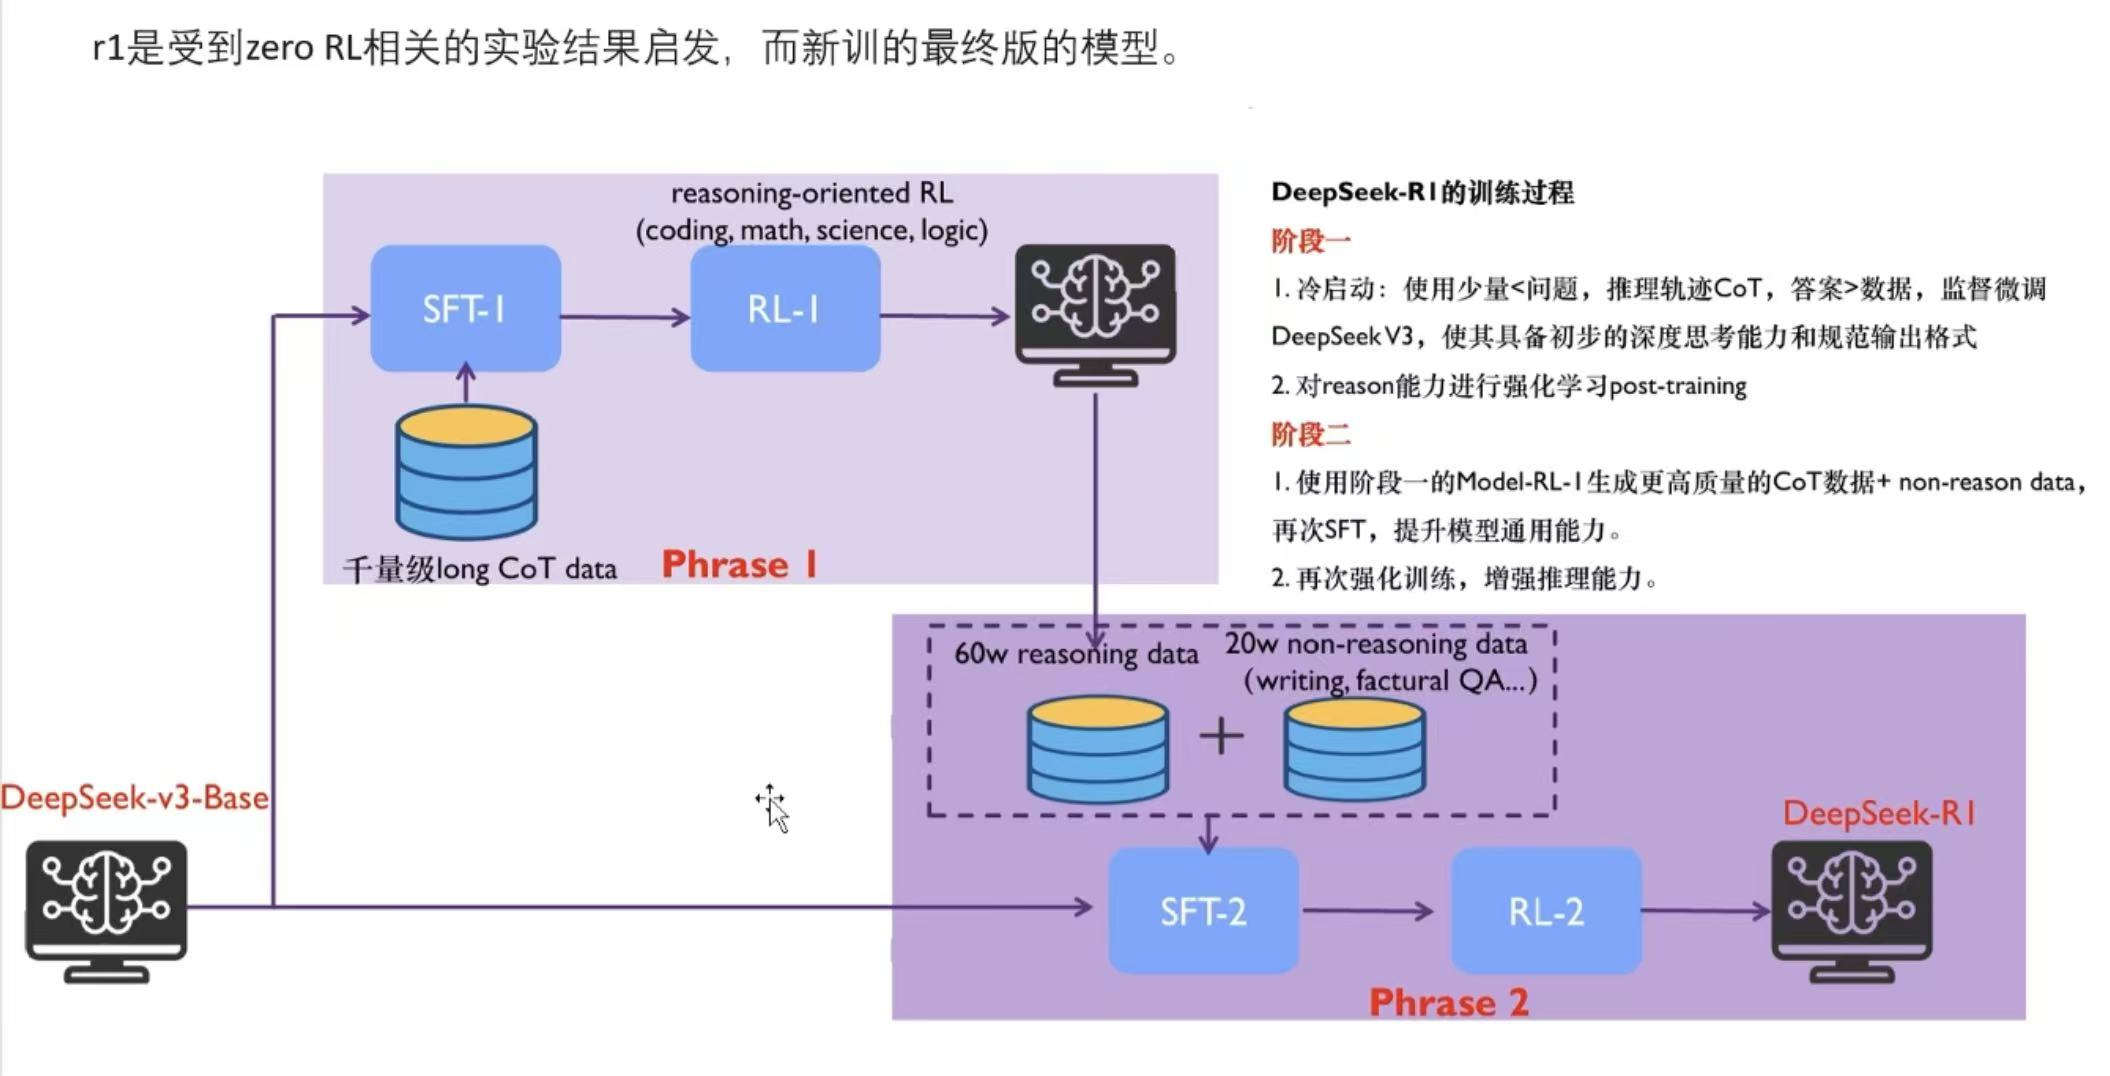 r1是受到zero RL相关的实验结果启发，而新训的最终版的模型。
reasoning-oriented RL
(coding, math, science, logic)
SFT-1
RL-1
千量级long CoT data
Phrase 1
DeepSeek-R1的训练过程
阶段一
1. 冷启动：使用少量<问题，推理轨迹CoT，答案>数据，监督微调
DeepSeek V3，使其具备初步的深度思考能力和规范输出格式
2. 对reason能力进行强化学习post-training
阶段二
1. 使用阶段一的Model-RL-1生成更高质量的CoT数据+ non-reason data，
再次SFT，提升模型通用能力。
2. 再次强化训练，增强推理能力。
60w reasoning data
20w non-reasoning data
(writing, factural QA...)
DeepSeek-v3-Base
SFT-2
RL-2
DeepSeek-R1
Phrase 2